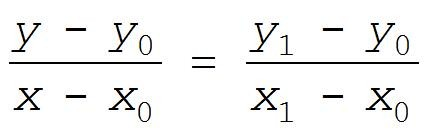 y - y₀ / x - x₀ = y₁ - y₀ / x₁ - x₀